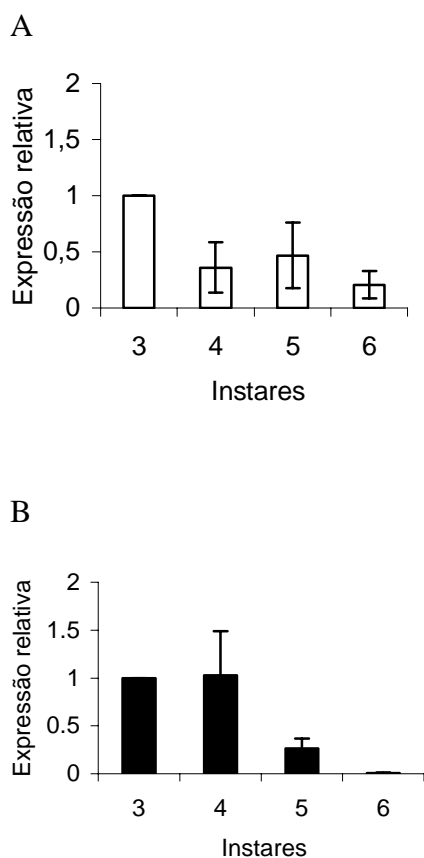 A
Expressão relativa
2
1,5
1
0,5
0
3 4 5 6
Instares
B
Expressão relativa
2
1.5
1
0.5
0
3 4 5 6
Instares